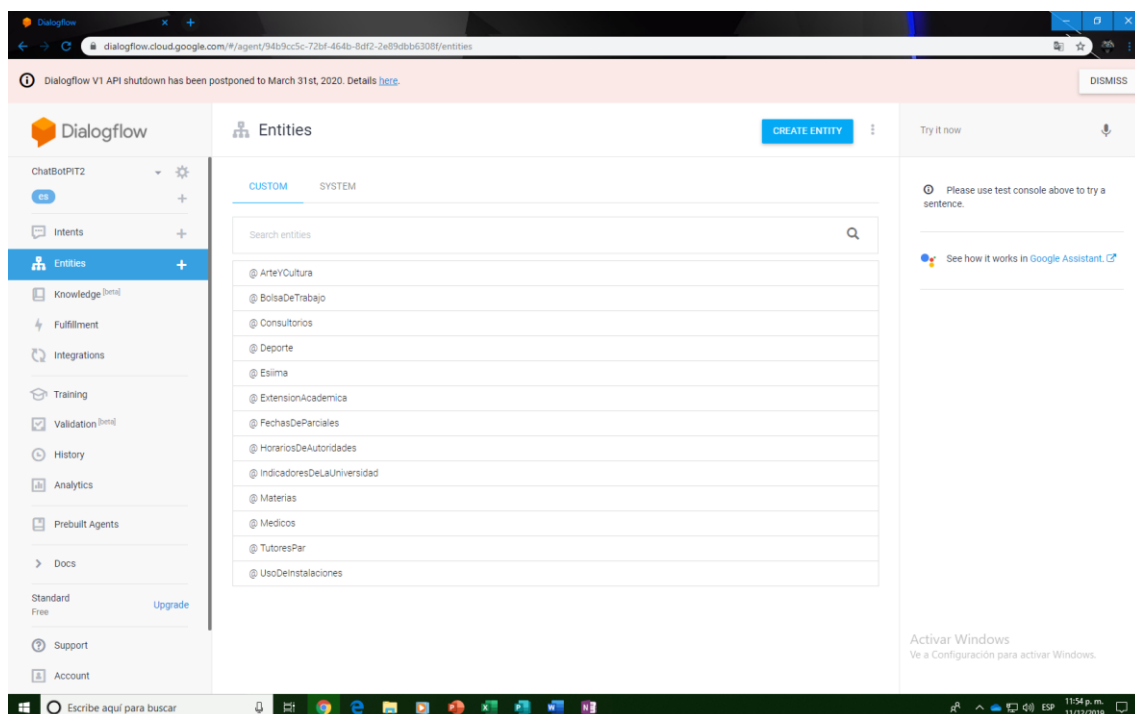 Dialogflow
dialogflow.cloud.google.com/#/agent/94b9cc5c-72bf-464b-8df2-2e89dbb6308f/entities
Dialogflow V1 API shutdown has been postponed to March 31st, 2020. Details here.
DISMISS
Dialogflow
Entities
CREATE ENTITY
Try it now
ChatBotPIT2
es
CUSTOM SYSTEM
Please use test console above to try a
sentence.
Intents
Search entities
Entities
See how it works in Google Assistant.
@ ArteYCultura
Knowledge [beta]
@ BolsaDeTrabajo
Fulfillment
@ Consultorios
Integrations
@ Deporte
@ Esiima
Training
@ ExtensionAcademica
Validation [beta]
@ FechasDeParciales
History
@ HorariosDeAutoridades
@ IndicadoresDeLaUniversidad
Analytics
@ Materias
Prebuilt Agents
@ Medicos
@ TutoresPar
Docs
@ UsoDeInstalaciones
Standard
Free
Upgrade
Support
Activar Windows
Ve a Configuración para activar Windows.
Account
Escribe aquí para buscar
ESP
11:54 p. m.
11/12/2019